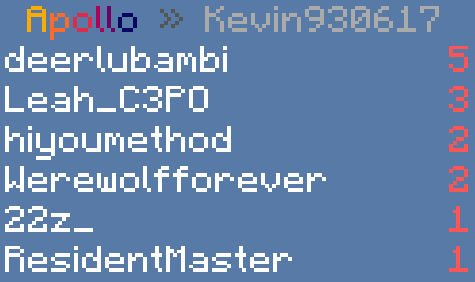 Apollo » Kevin930617
deerlubambi 5
Leah_C3PO 3
hiyoumethod 2
Werewolfforever 2
22z_ 1
ResidentMaster 1